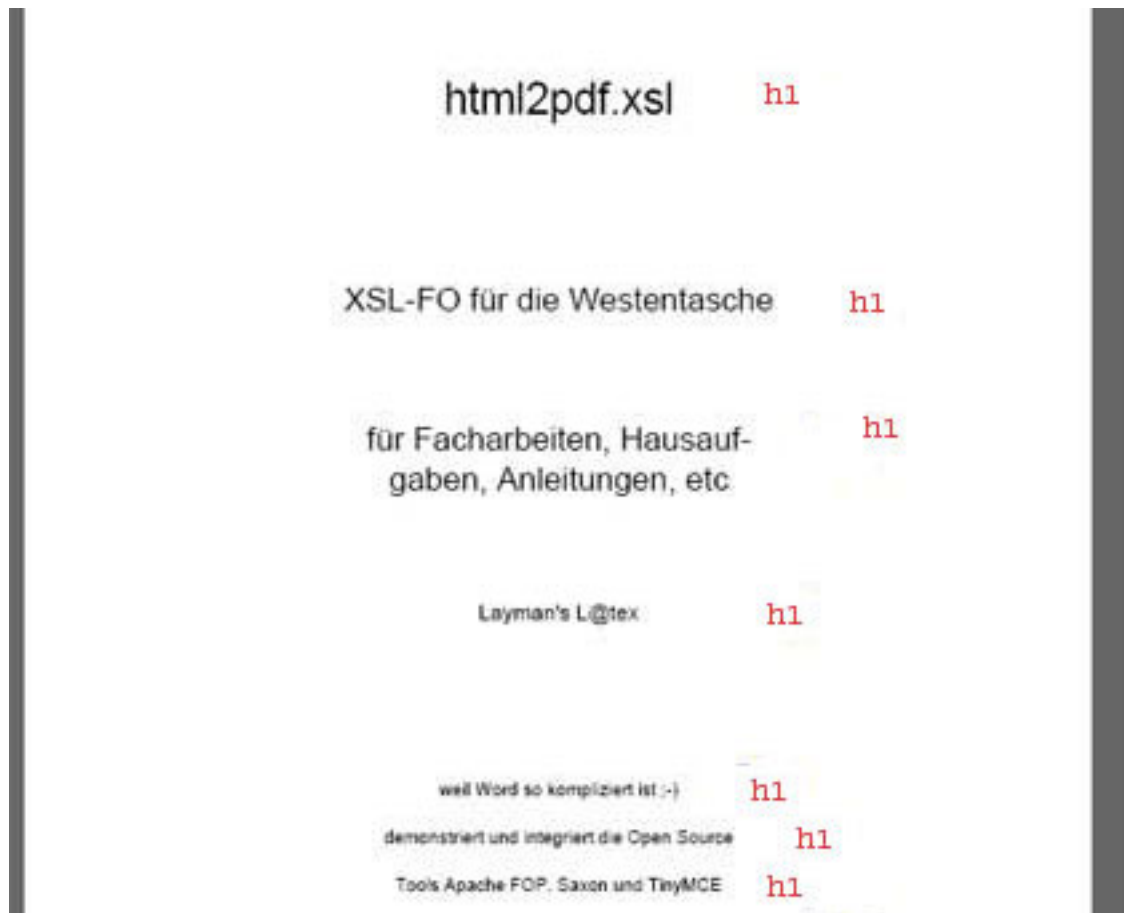 html2pdf.xsl h1
XSL-FO für die Westentasche h1
für Facharbeiten, Hausauf- h1
gaben, Anleitungen, etc
Layman's L@tex h1
weil Word so kompliziert ist ;-) h1
demonstriert und integriert die Open Source h1
Tools Apache FOP, Saxon und TinyMCE h1